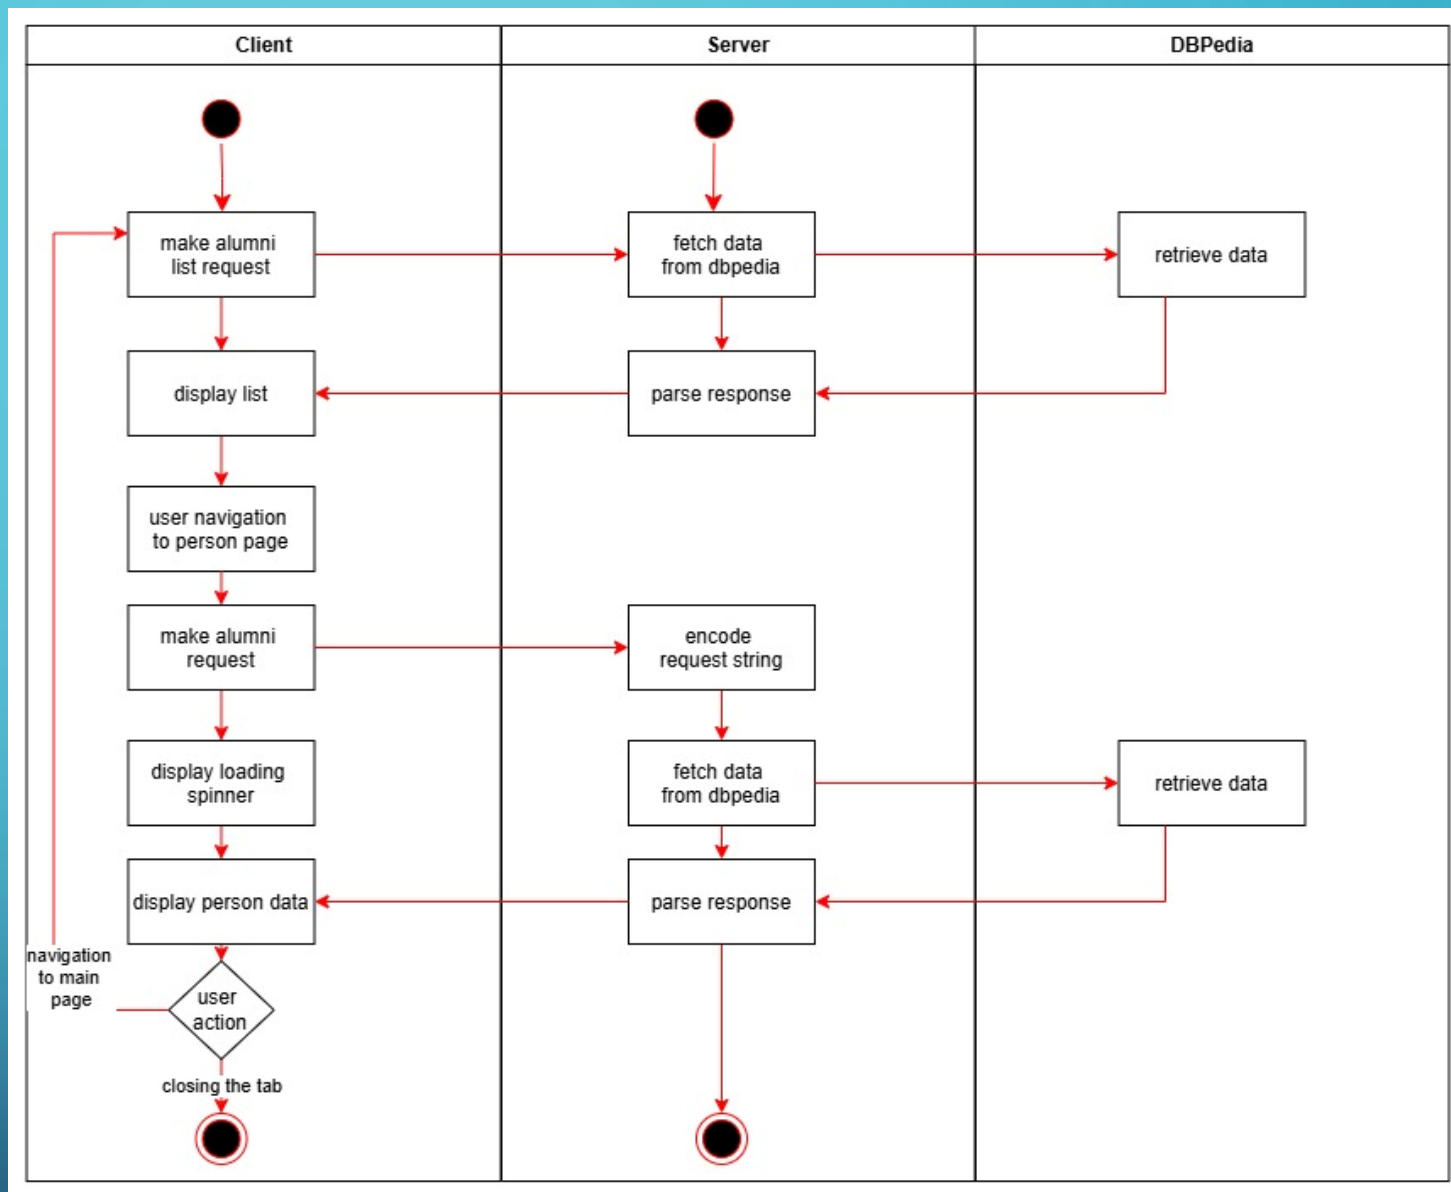 Client
Server
DBPedia
make alumni
list request
fetch data
from dbpedia
retrieve data
display list
parse response
user navigation
to person page
make alumni
request
encode
request string
display loading
spinner
fetch data
from dbpedia
retrieve data
display person data
parse response
navigation
to main
page
user
action
closing the tab